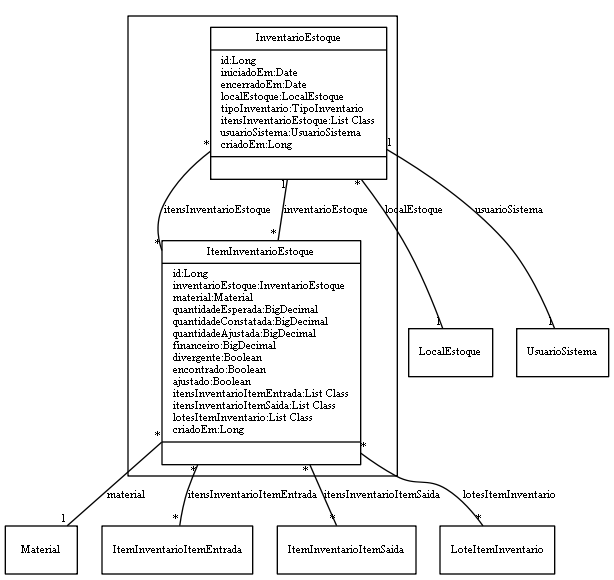 InventarioEstoque
id:Long
iniciadoEm:Date
encerradoEm:Date
localEstoque:LocalEstoque
tipoInventario:TipoInventario
itensInventarioEstoque:List Class
usuarioSistema:UsuarioSistema
criadoEm:Long
* 1 * 1
itensInventarioEstoque inventarioEstoque localEstoque usuarioSistema
* * 1 1
ItemInventarioEstoque
id:Long
inventarioEstoque:InventarioEstoque
material:Material
quantidadeEsperada:BigDecimal
quantidadeConstatada:BigDecimal
quantidadeAjustada:BigDecimal
financeiro:BigDecimal
divergente:Boolean
encontrado:Boolean
ajustado:Boolean
itensInventarioItemEntrada:List Class
itensInventarioItemSaida:List Class
lotesItemInventario:List Class
criadoEm:Long
LocalEstoque UsuarioSistema
* * * *
material itensInventarioItemEntrada itensInventarioItemSaida lotesItemInventario
1 * * *
Material ItemInventarioItemEntrada ItemInventarioItemSaida LoteItemInventario